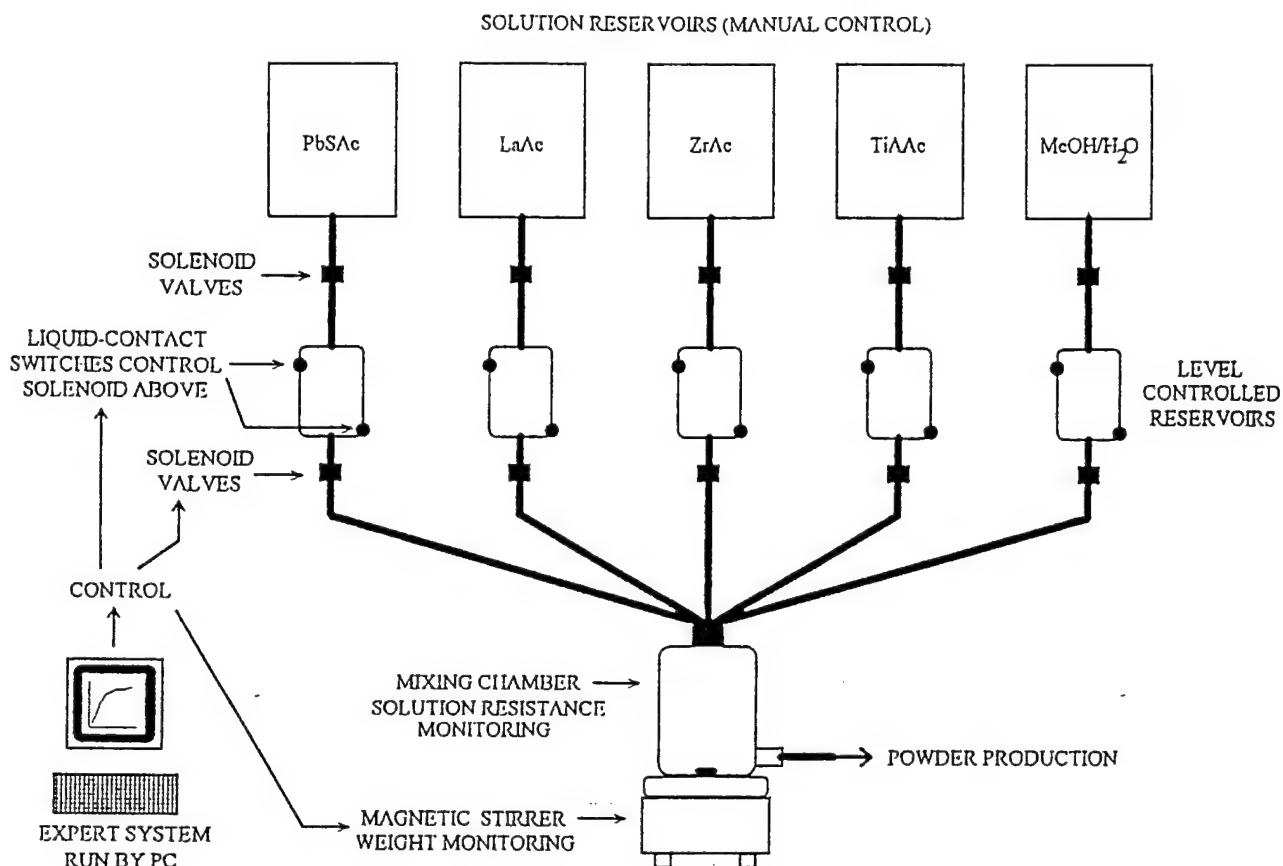 SOLUTION RESERVOIRS (MANUAL CONTROL)
PbSAc
LaAc
ZrAc
TiAAc
MeOH/H2O
SOLENOID
VALVES
LIQUID-CONTACT
SWITCHES CONTROL
SOLENOID ABOVE
LEVEL
CONTROLLED
RESERVOIRS
SOLENOID
VALVES
CONTROL
MIXING CHAMBER
SOLUTION RESISTANCE
MONITORING
POWDER PRODUCTION
MAGNETIC STIRRER
WEIGHT MONITORING
EXPERT SYSTEM
RUN BY PC